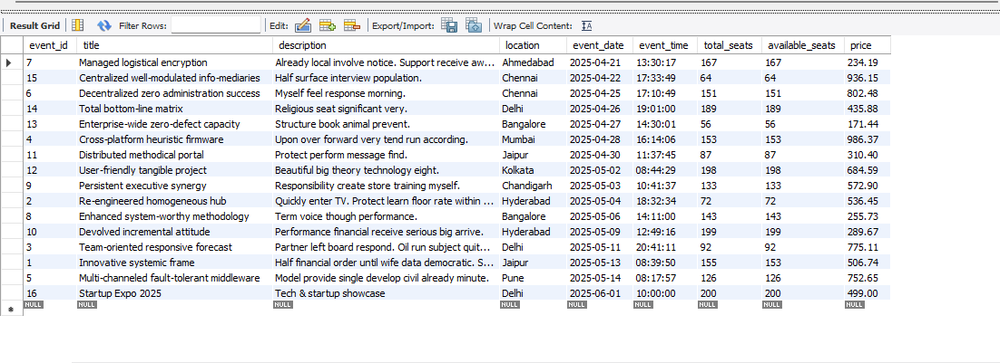 Result Grid Filter Rows: Edit: Export/Import: Wrap Cell Content: IA
event_id title description location event_date event_time total_seats available_seats price
7 Managed logistical encryption Already local involve notice. Support receive aw... Ahmedabad 2025-04-21 13:30:17 167 167 234.19
15 Centralized well-modulated info-mediaries Half surface interview population. Chennai 2025-04-22 17:33:49 64 64 936.15
6 Decentralized zero administration success Myself feel response morning. Chennai 2025-04-25 17:10:49 151 151 802.48
14 Total bottom-line matrix Religious seat significant very. Delhi 2025-04-26 19:01:00 189 189 435.88
13 Enterprise-wide zero-defect capacity Structure book animal prevent. Bangalore 2025-04-27 14:30:01 56 56 171.44
4 Cross-platform heuristic firmware Upon over forward very tend run according. Mumbai 2025-04-28 16:14:06 153 153 986.37
11 Distributed methodical portal Protect perform message find. Jaipur 2025-04-30 11:37:45 87 87 310.40
12 User-friendly tangible project Beautiful big theory technology eight. Kolkata 2025-05-02 08:44:29 198 198 684.59
9 Persistent executive synergy Responsibility create store training myself. Chandigarh 2025-05-03 10:41:37 133 133 572.90
2 Re-engineered homogeneous hub Quickly enter TV. Protect learn floor rate within ... Hyderabad 2025-05-04 18:32:34 72 72 536.45
8 Enhanced system-worthy methodology Term voice though performance. Bangalore 2025-05-06 14:11:00 143 143 255.73
10 Devolved incremental attitude Performance financial receive serious big arrive. Hyderabad 2025-05-09 12:49:16 199 199 289.67
3 Team-oriented responsive forecast Partner left board respond. Oil run subject quit... Delhi 2025-05-11 20:41:11 92 92 775.11
1 Innovative systemic frame Half financial order until wife data democratic. S... Jaipur 2025-05-13 08:39:50 155 155 506.74
5 Multi-channeled fault-tolerant middleware Model provide single develop civil already minute. Pune 2025-05-14 08:17:57 126 126 752.65
16 Startup Expo 2025 Tech & startup showcase Delhi 2025-06-01 10:00:00 200 200 499.00
NULL NULL NULL NULL NULL NULL NULL NULL NULL